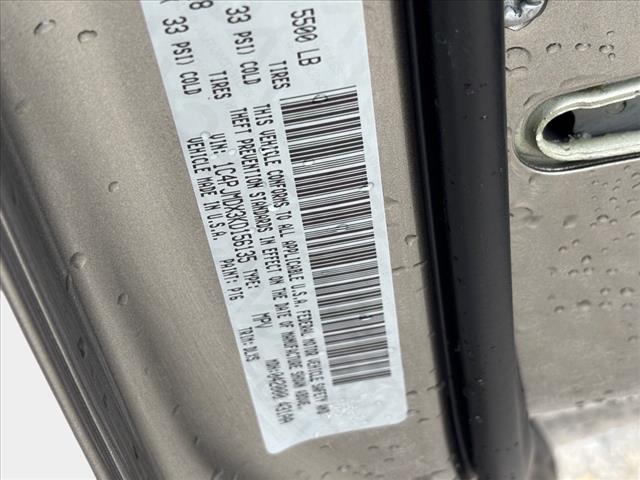 5500 LB
TIRES
33 PSI) COLD
TIRES
8
33 PSI) COLD
THIS VEHICLE CONFORMS TO ALL APPLICABLE U.S.A. FEDERAL MOTOR VEHICLE SAFETY AND
THEFT PREVENTION STANDARDS IN EFFECT ON THE DATE OF MANUFACTURE SHOWN ABOVE.
VIN: 1C4PJMDX3KD156135 TYPE: MPV 431AA
VEHICLE MADE IN U.S.A. PAINT: TRIM: